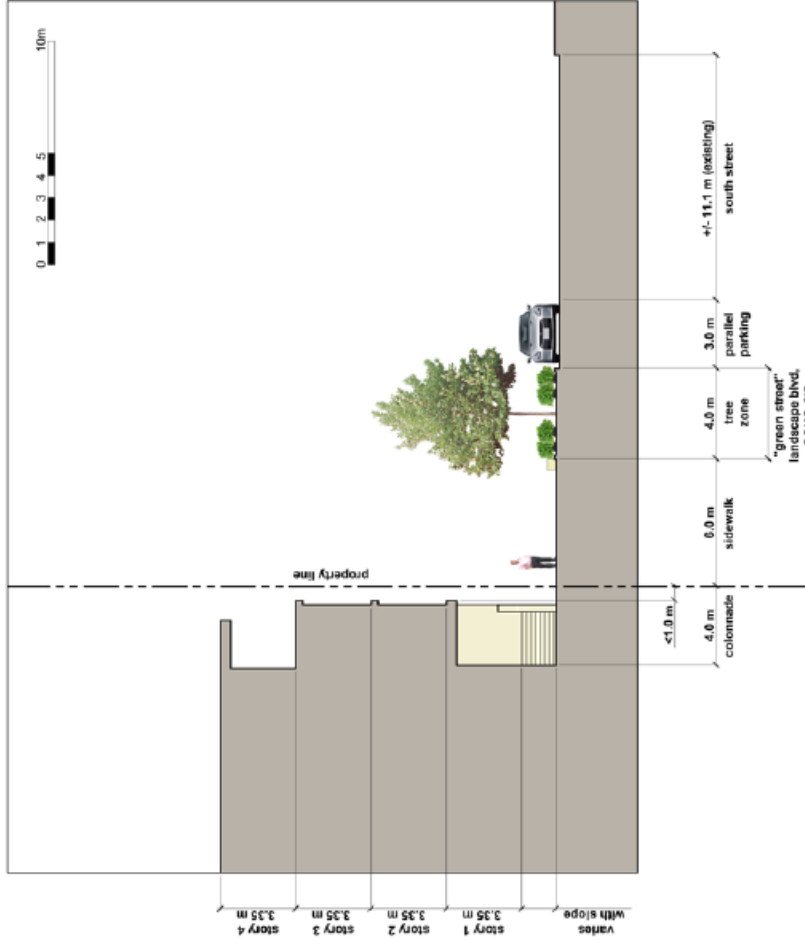 10m
0 1 2 3 4 5
property line
story 4
3.35 m
story 3
3.35 m
story 2
3.35 m
story 1
3.35 m
varies
with slope
<1.0 m
4.0 m
colonnade
6.0 m
sidewalk
4.0 m
tree
zone
3.0 m
parallel
parking
+/- 11.1 m (existing)
south street
"green street"
landscape blvd,